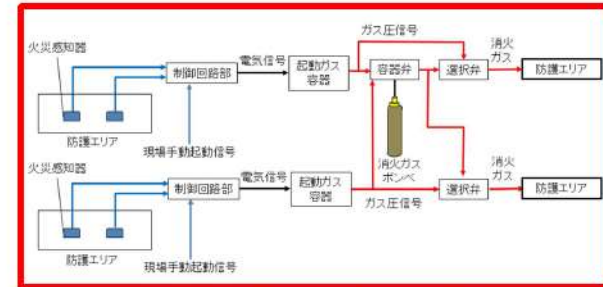 火災感知器
防護エリア
制御回路部
現場手動起動信号
電気信号
起動ガス
容器
ガス圧信号
容器弁
消火ガス
ボンベ
選択弁
消火
ガス
防護エリア
火災感知器
防護エリア
制御回路部
現場手動起動信号
電気信号
起動ガス
容器
ガス圧信号
選択弁
消火
ガス
防護エリア